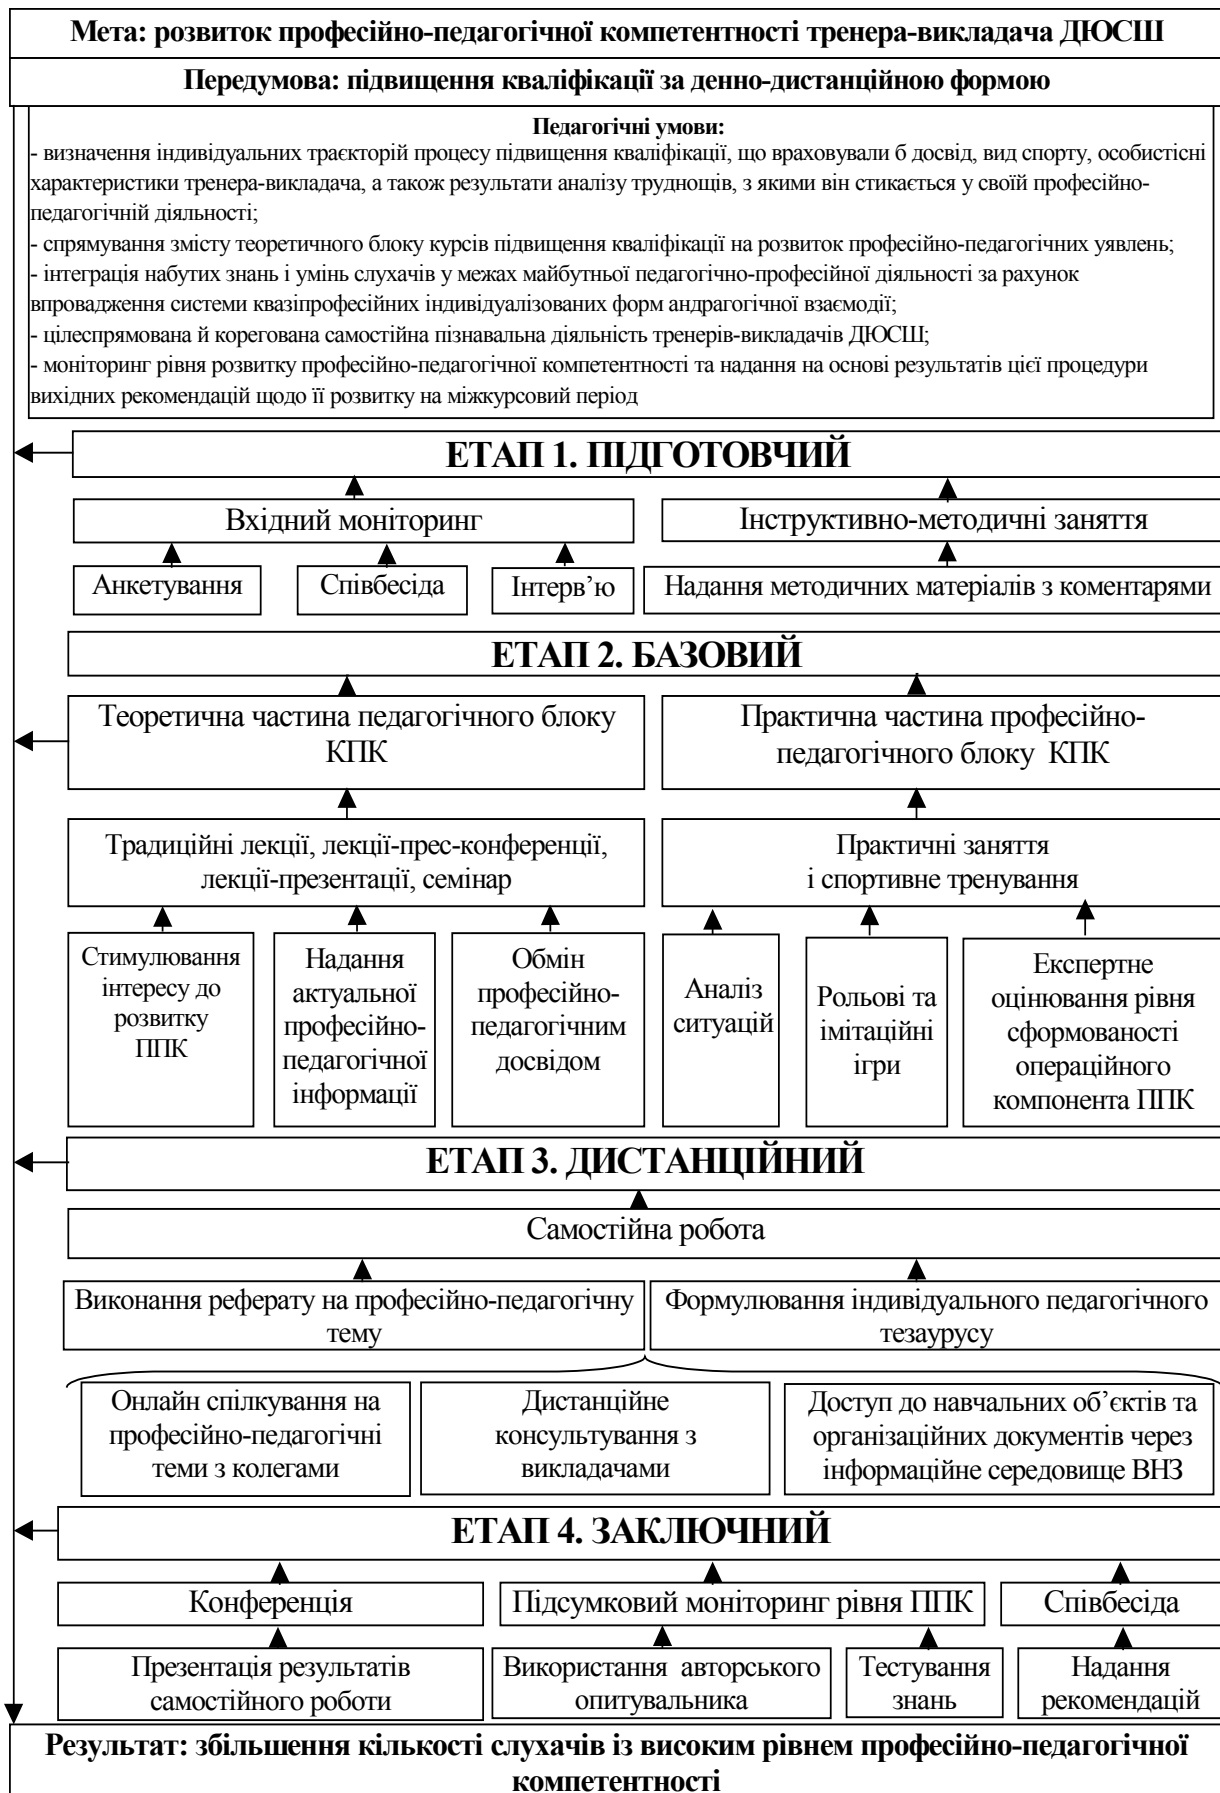 Мета: розвиток професійно-педагогічної компетентності тренера-викладача ДЮСШ
Передумова: підвищення кваліфікації за денно-дистанційною формою
Педагогічні умови:
- визначення індивідуальних траєкторій процесу підвищення кваліфікації, що враховували б досвід, вид спорту, особистісні
характеристики тренера-викладача, а також результати аналізу труднощів, з якими він стикається у своїй професійно-
педагогічній діяльності;
- спрямування змісту теоретичного блоку курсів підвищення кваліфікації на розвиток професійно-педагогічних уявлень;
- інтеграція набутих знань і умінь слухачів у межах майбутньої педагогічно-професійної діяльності за рахунок
впровадження системи квазіпрофесійних індивідуалізованих форм андрагогічної взаємодії;
- цілеспрямована й корегована самостійна пізнавальна діяльність тренерів-викладачів ДЮСШ;
- моніторинг рівня розвитку професійно-педагогічної компетентності та надання на основі результатів цієї процедури
вихідних рекомендацій щодо її розвитку на міжкурсовий період
ЕТАП 1. ПІДГОТОВЧИЙ
Вхідний моніторинг
Інструктивно-методичні заняття
Анкетування
Співбесіда
Інтерв’ю
Надання методичних матеріалів з коментарями
ЕТАП 2. БАЗОВИЙ
Теоретична частина педагогічного блоку
КПК
Практична частина професійно-
педагогічного блоку КПК
Традиційні лекції, лекції-прес-конференції,
лекції-презентації, семінар
Практичні заняття
і спортивне тренування
Стимулювання
інтересу до
розвитку
ППК
Надання
актуальної
професійно-
педагогічної
інформації
Обмін
професійно-
педагогічним
досвідом
Аналіз
ситуацій
Рольові та
імітаційні
ігри
Експертне
оцінювання рівня
сформованості
операційного
компонента ППК
ЕТАП 3. ДИСТАНЦІЙНИЙ
Самостійна робота
Виконання реферату на професійно-педагогічну
тему
Формулювання індивідуального педагогічного
тезаурусу
Онлайн спілкування на
професійно-педагогічні
теми з колегами
Дистанційне
консультування з
викладачами
Доступ до навчальних об’єктів та
організаційних документів через
інформаційне середовище ВНЗ
ЕТАП 4. ЗАКЛЮЧНИЙ
Конференція
Підсумковий моніторинг рівня ППК
Співбесіда
Презентація результатів
самостійного роботи
Використання авторського
опитувальника
Тестування
знань
Надання
рекомендацій
Результат: збільшення кількості слухачів із високим рівнем професійно-педагогічної
компетентності